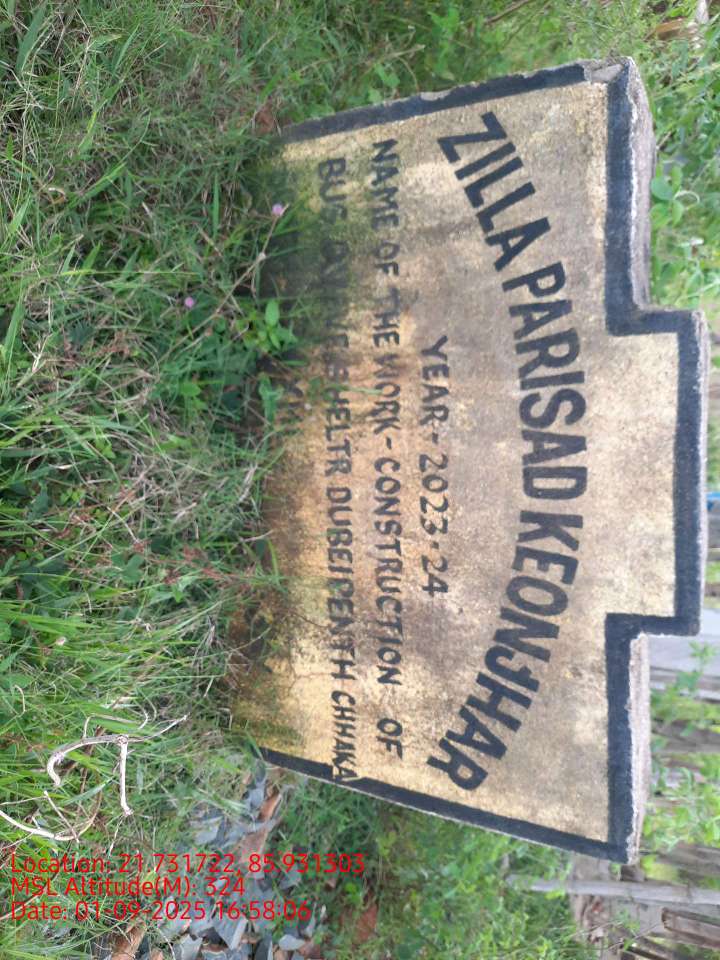 ZILLA PARISAD KEONJHAR
YEAR-2023-24
NAME OF THE WORK-CONSTRUCTION OF
BUS SHELTR DUBEIPENTH CHHAKA
Location: 21.731722, 85.931303
MSL Altitude(M): 324
Date: 01-09-2025 16:58:06